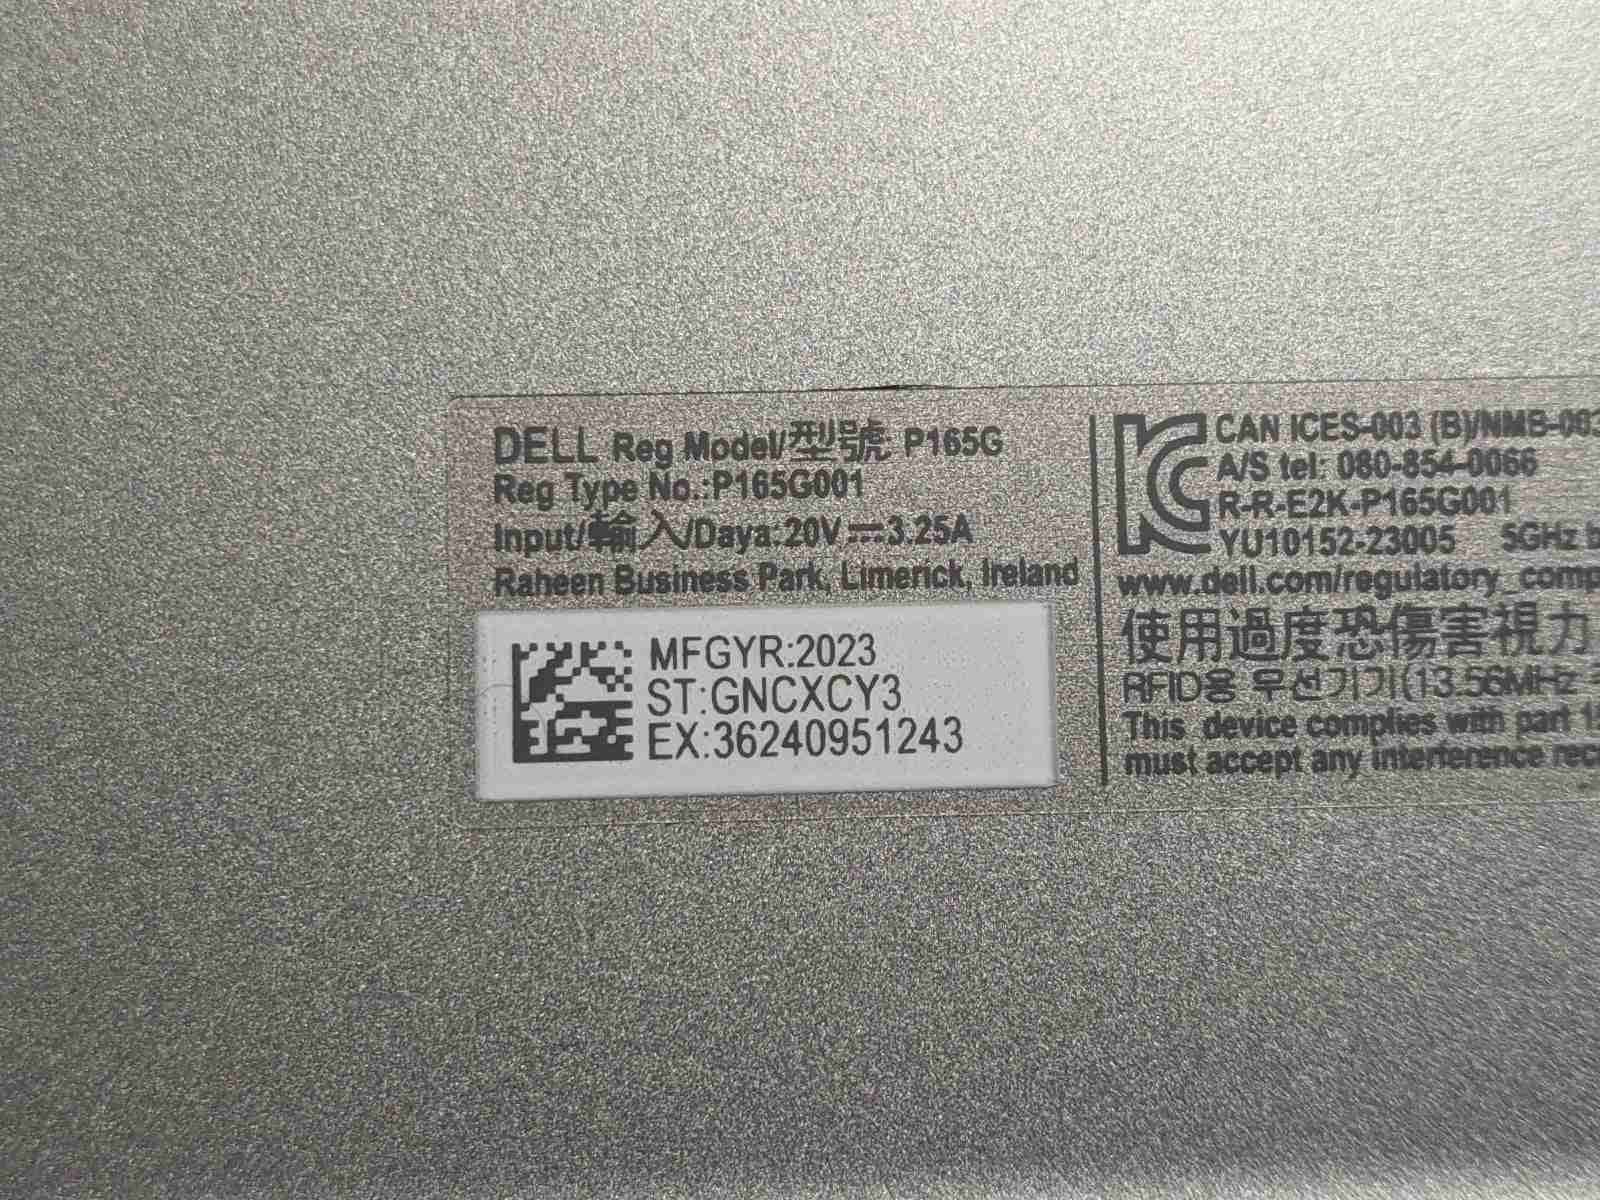 DELL Reg Model/型號: P165G
Reg Type No.:P165G001
Input/輸入/Daya:20V⎓3.25A
Raheen Business Park, Limerick, Ireland
MFGYR:2023
ST:GNCXCY3
EX:36240951243
CAN ICES-003 (B)/NMB-003
A/S tel: 080-854-0066
R-R-E2K-P165G001
YU10152-23005 5GHz b
www.dell.com/regulatory_comp
使用過度恐傷害視力
RFID용 무선기기(13.56MHz
This device complies with part 15
must accept any interference rec